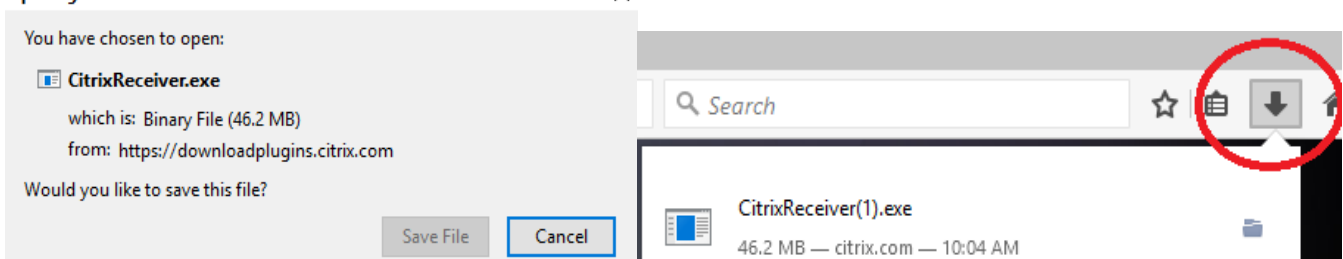 You have chosen to open:
CitrixReceiver.exe
which is: Binary File (46.2 MB)
from: https://downloadplugins.citrix.com
Would you like to save this file?
Save File
Cancel
Search
CitrixReceiver(1).exe
46.2 MB — citrix.com — 10:04 AM